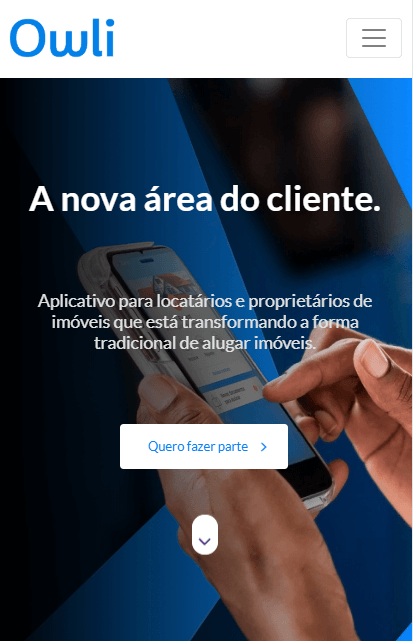 Owli
A nova área do cliente.
Aplicativo para locatários e proprietários de
imóveis que está transformando a forma
tradicional de alugar imóveis.
Quero fazer parte